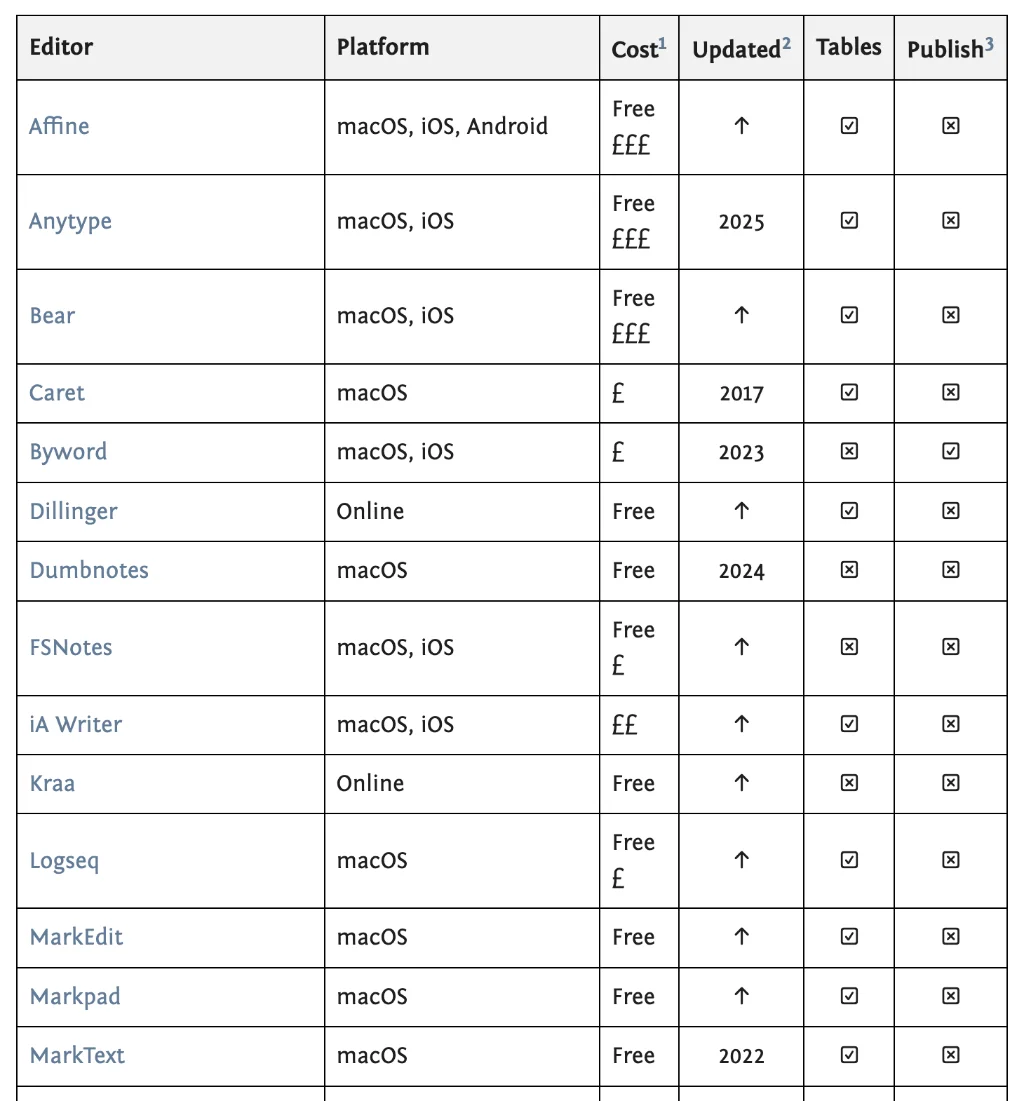 Editor Platform Cost¹ Updated² Tables Publish³
Affine macOS, iOS, Android Free £££ ↑ ☑ ☒
Anytype macOS, iOS Free £££ 2025 ☑ ☒
Bear macOS, iOS Free £££ ↑ ☑ ☒
Caret macOS £ 2017 ☑ ☒
Byword macOS, iOS £ 2023 ☒ ☑
Dillinger Online Free ↑ ☑ ☒
Dumbnotes macOS Free 2024 ☒ ☒
FSNotes macOS, iOS Free £ ↑ ☒ ☒
iA Writer macOS, iOS ££ ↑ ☑ ☒
Kraa Online Free ↑ ☒ ☒
Logseq macOS Free £ ↑ ☑ ☒
MarkEdit macOS Free ↑ ☑ ☒
Markpad macOS Free ↑ ☑ ☒
MarkText macOS Free 2022 ☑ ☒